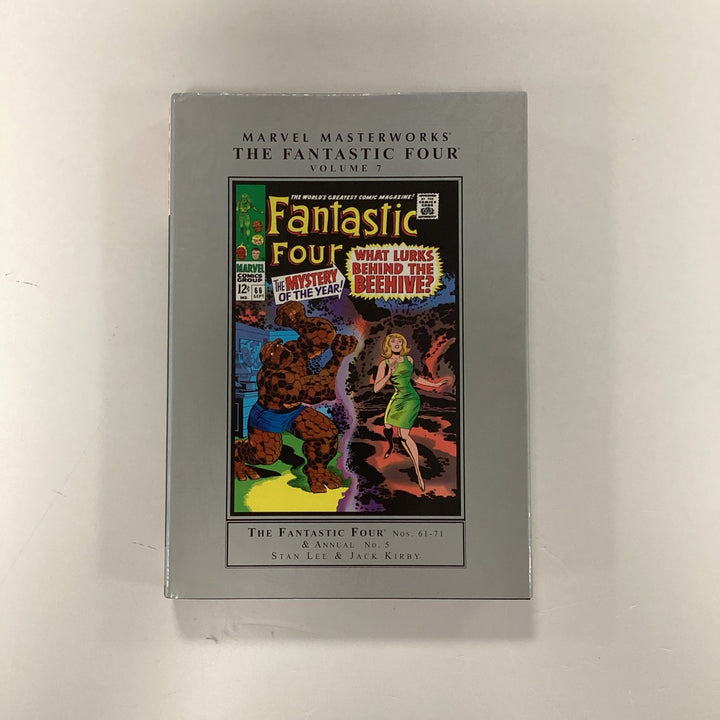 MARVEL MASTERWORKS®
THE FANTASTIC FOUR®
VOLUME 7
THE WORLD'S GREATEST COMIC MAGAZINE!
Fantastic
FOUR
MARVEL
COMICS
GROUP
12¢
IND.
66
SEPT
THE MYSTERY
OF THE YEAR!
WHAT LURKS
BEHIND THE
BEEHIVE?
THE FANTASTIC FOUR® NOS. 61-71
& ANNUAL NO. 5
STAN LEE & JACK KIRBY